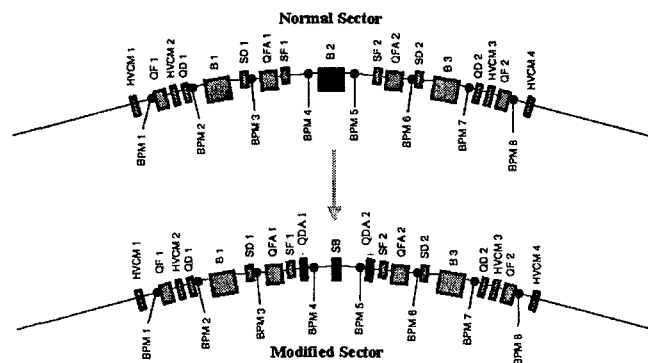 Normal Sector
HVCM 1
QF 1
HVCM 2
QD 1
B 1
SD 1
QFA 1
SF 1
B 2
SF 2
QFA 2
SD 2
B 3
QD 2
HVCM 3
QF 2
HVCM 4
BPM 1
BPM 2
BPM 3
BPM 4
BPM 5
BPM 6
BPM 7
BPM 8
HVCM 1
QF 1
HVCM 2
QD 1
B 1
SD 1
QFA 1
SF 1
QDA 1
SB
QDA 2
SF 2
QFA 2
SD 2
B 3
QD 2
HVCM 3
QF 2
HVCM 4
BPM 1
BPM 2
BPM 3
BPM 4
BPM 5
BPM 6
BPM 7
BPM 8
Modified Sector